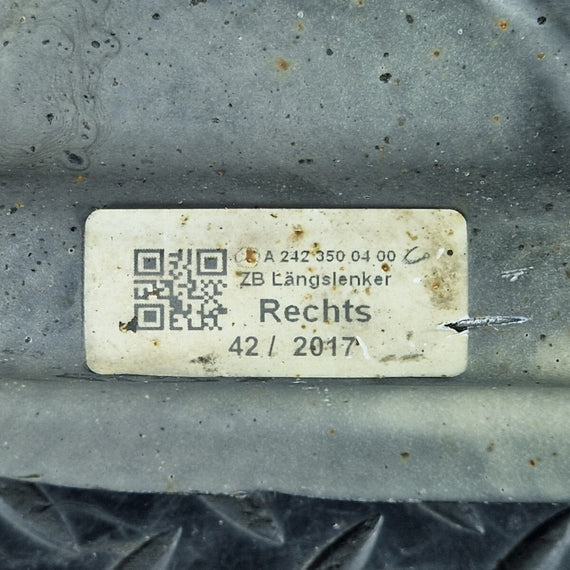 A 242 350 04 00
ZB Längslenker
Rechts
42 / 2017